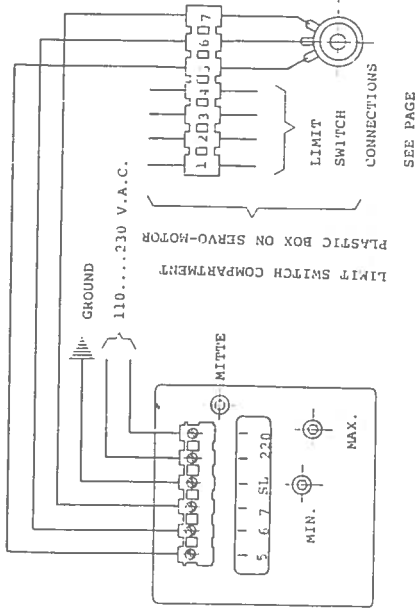 1 2 3 4 5 6 7
LIMIT
SWITCH
CONNECTIONS
SEE PAGE
PLASTIC BOX ON SERVO-MOTOR
LIMIT SWITCH COMPARTMENT
GROUND
110....230 V.A.C.
MITTE
5 6 7 SL 220
MIN.
MAX.